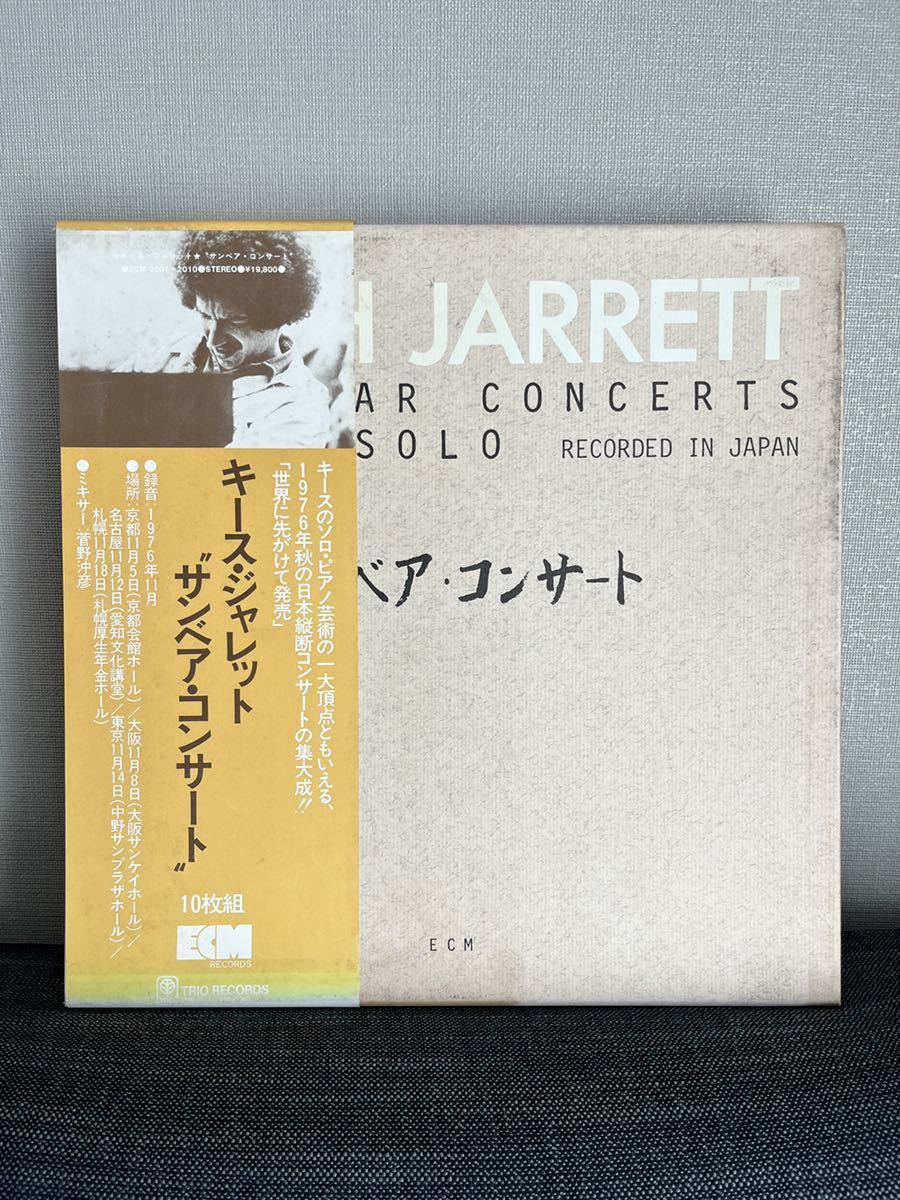 ★キース・ジャレット★“サンベア・コンサート”
●ECM 2001~2010●STEREO●¥19,800●
キースのソロ・ピアノ芸術の一大頂点ともいえる、
1976年秋の日本縦断コンサートの集大成!!
「世界に先がけて発売」
キース・ジャレット
“サンベア・コンサート”
●録音:1976年11月
●場所:京都11月5日(京都会館ホール)/大阪11月8日(大阪サンケイホール)/
名古屋11月12日(愛知文化講堂)/東京11月14日(中野サンプラザ・ホール)/
札幌11月18日(札幌厚生年金ホール)
●ミキサー:菅野沖彦
10枚組
ECM
RECORDS
TRIO RECORDS
H JARRETT
AR CONCERTS
SOLO RECORDED IN JAPAN
ベア・コンサート
ECM